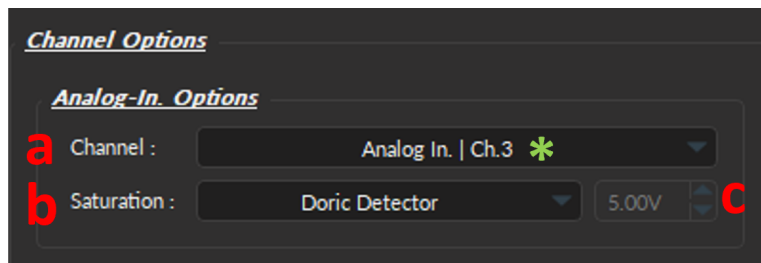 Channel Options
Analog-In. Options
a Channel : Analog In. | Ch.3 *
b Saturation : Doric Detector 5.00V c